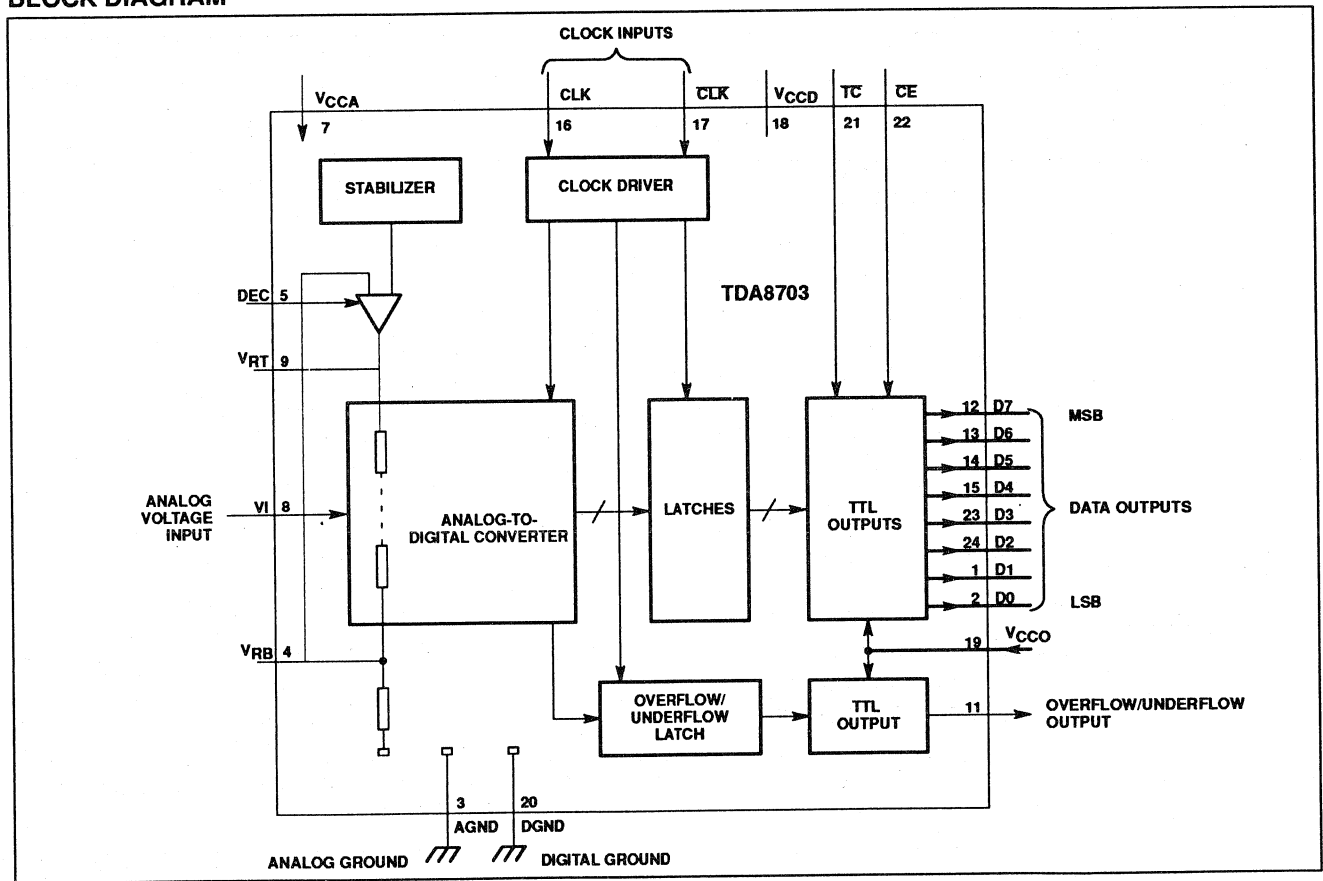 BLOCK DIAGRAM
CLOCK INPUTS
VCCA
CLK
C̅L̅K̅
VCCD
T̅C̅
C̅E̅
7
16
17
18
21
22
STABILIZER
CLOCK DRIVER
TDA8703
DEC 5
VRT 9
ANALOG
VOLTAGE
INPUT
VI 8
ANALOG-TO-
DIGITAL CONVERTER
LATCHES
TTL
OUTPUTS
12 D7
MSB
13 D6
14 D5
15 D4
23 D3
DATA OUTPUTS
24 D2
1 D1
2 D0
LSB
VRB 4
19 VCCO
OVERFLOW/
UNDERFLOW
LATCH
TTL
OUTPUT
11
OVERFLOW/UNDERFLOW
OUTPUT
3
20
AGND
DGND
ANALOG GROUND
DIGITAL GROUND